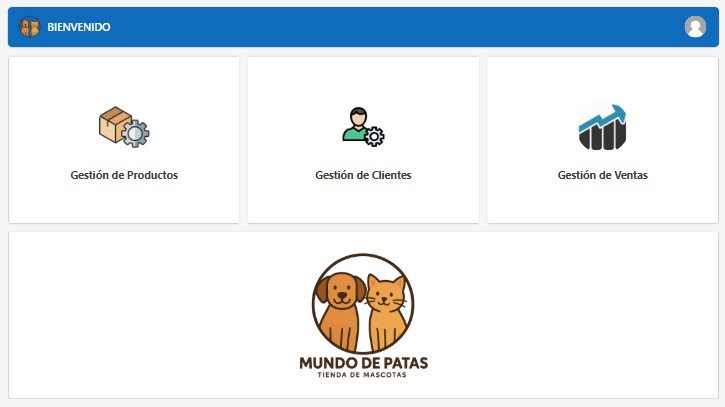 BIENVENIDO
Gestión de Productos
Gestión de Clientes
Gestión de Ventas
MUNDO DE PATAS
TIENDA DE MASCOTAS